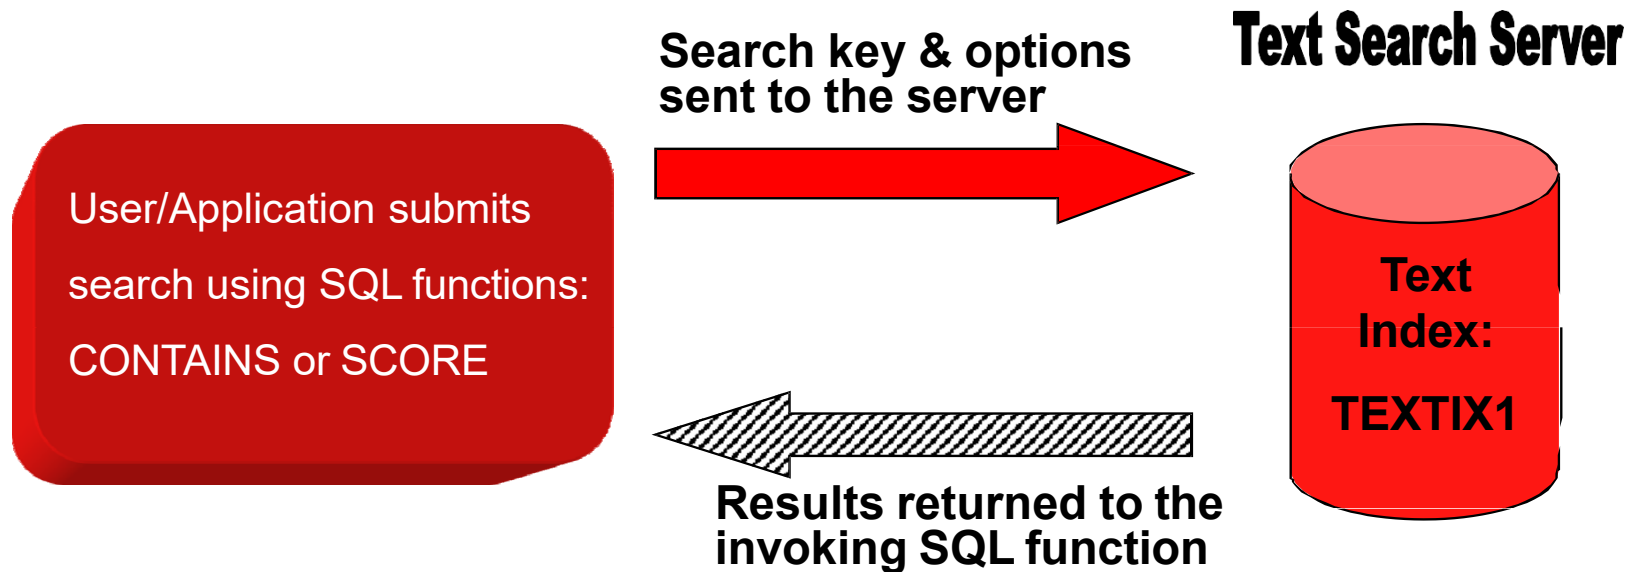 Search key & options
sent to the server
Text Search Server
User/Application submits
search using SQL functions:
CONTAINS or SCORE
Text
Index:
TEXTIX1
Results returned to the
invoking SQL function